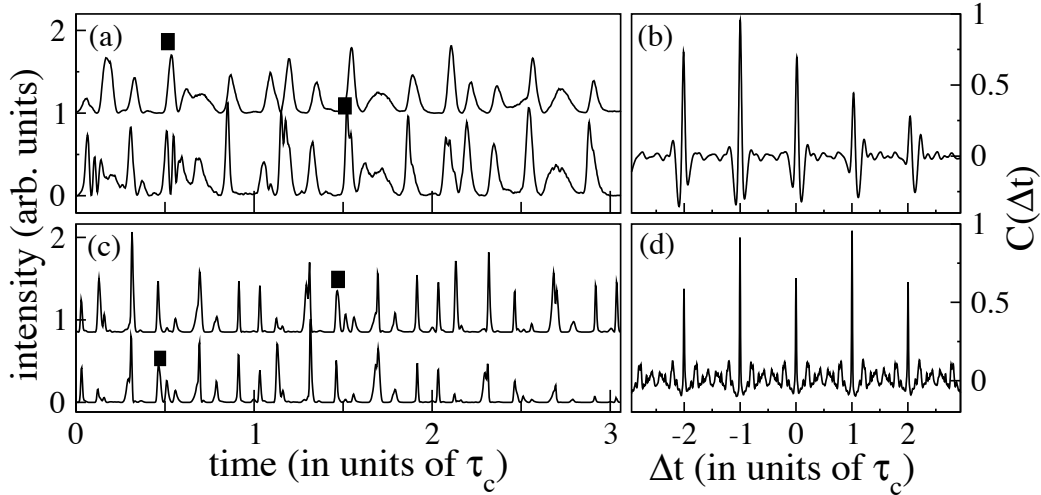 (a)
2
1
0
(b)
1
0.5
0
(c)
2
1
0
0 1 2 3
(d)
1
0.5
0
-2 -1 0 1 2
intensity (arb. units)
C(Δt)
time (in units of τc)
Δt (in units of τc)